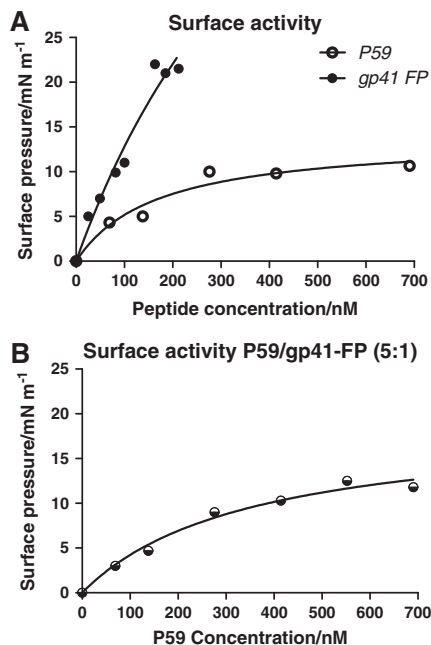 A
Surface activity
P59
gp41 FP
Surface pressure/mN m-1
25
20
15
10
5
0
0 100 200 300 400 500 600 700
Peptide concentration/nM
B
Surface activity P59/gp41-FP (5:1)
Surface pressure/mN m-1
25
20
15
10
5
0
0 100 200 300 400 500 600 700
P59 Concentration/nM